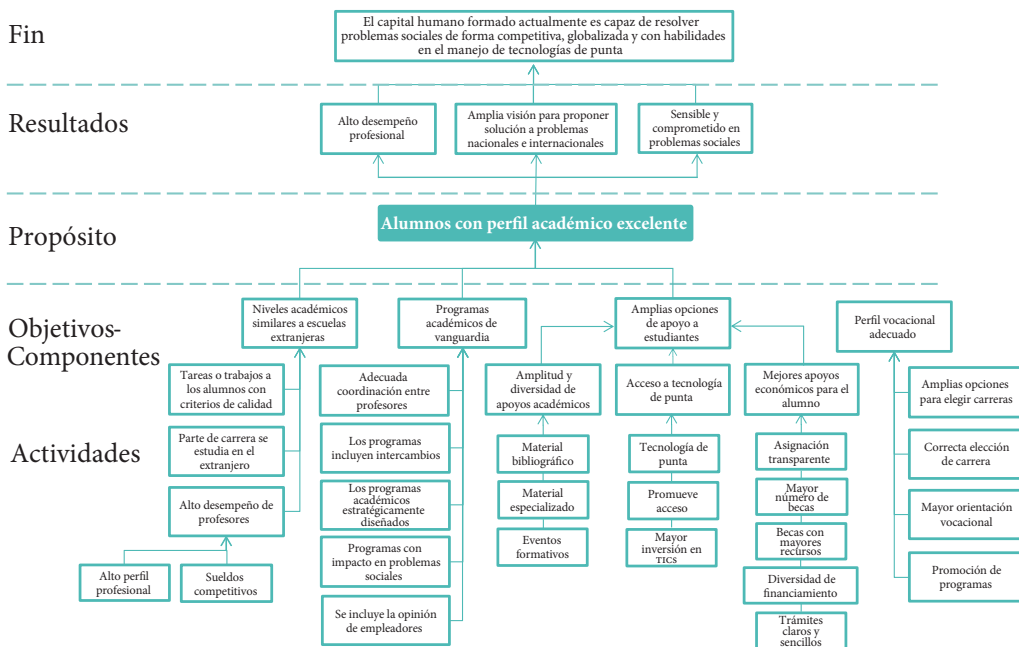 Fin
El capital humano formado actualmente es capaz de resolver
problemas sociales de forma competitiva, globalizada y con habilidades
en el manejo de tecnologías de punta
Resultados
Alto desempeño
profesional
Amplia visión para proponer
solución a problemas
nacionales e internacionales
Sensible y
comprometido en
problemas sociales
Propósito
Alumnos con perfil académico excelente
Objetivos-
Componentes
Niveles académicos
similares a escuelas
extranjeras
Programas
académicos de
vanguardia
Amplias opciones
de apoyo a
estudiantes
Perfil vocacional
adecuado
Actividades
Tareas o trabajos a
los alumnos con
criterios de calidad
Parte de carrera se
estudia en el
extranjero
Alto desempeño de
profesores
Alto perfil
profesional
Sueldos
competitivos
Adecuada
coordinación entre
profesores
Los programas
incluyen intercambios
Los programas
académicos
estratégicamente
diseñados
Programas con
impacto en problemas
sociales
Se incluye la opinión
de empleadores
Amplitud y
diversidad de
apoyos académicos
Material
bibliográfico
Material
especializado
Eventos
formativos
Acceso a tecnología
de punta
Tecnología de
punta
Promueve
acceso
Mayor
inversión en
TICS
Mejores apoyos
económicos para el
alumno
Asignación
transparente
Mayor
número de
becas
Becas con
mayores
recursos
Diversidad de
financiamiento
Trámites
claros y
sencillos
Amplias opciones
para elegir carreras
Correcta elección
de carrera
Mayor orientación
vocacional
Promoción de
programas